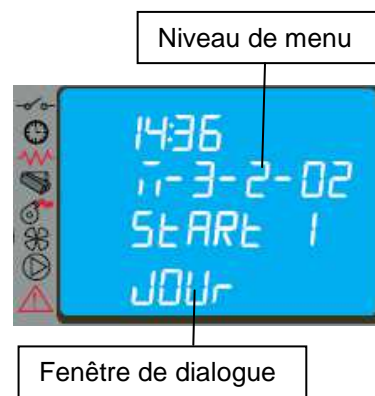 Niveau de menu
14:36
M-3-2-02
START 1
JOUr
Fenêtre de dialogue